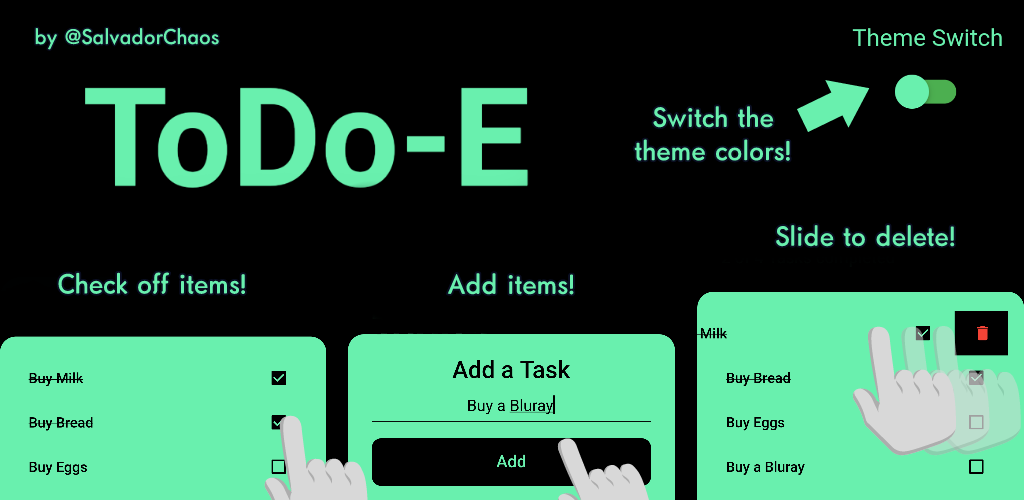 by @SalvadorChaos
Theme Switch
ToDo-E
Switch the
theme colors!
Slide to delete!
Check off items!
Add items!
Buy Milk
Buy Bread
Buy Eggs
Add a Task
Buy a Bluray
Add
Milk
Buy Bread
Buy Eggs
Buy a Bluray